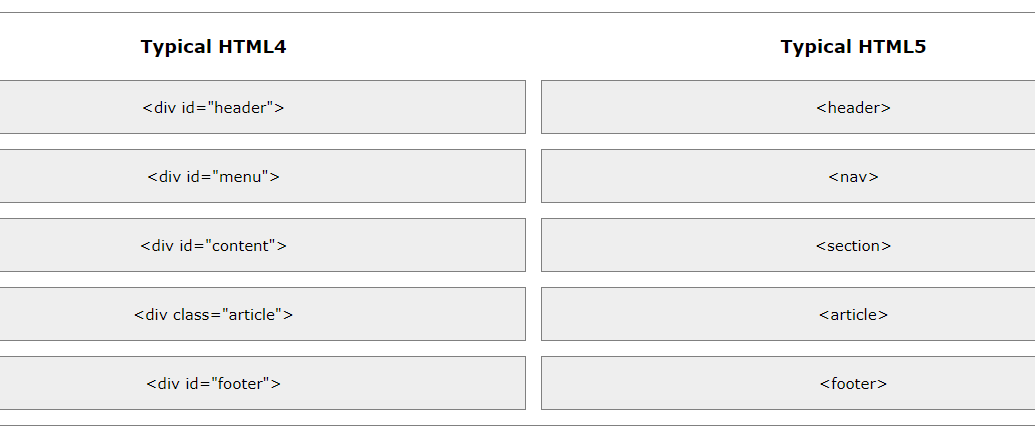 Typical HTML4 Typical HTML5
<div id="header"> <header>
<div id="menu"> <nav>
<div id="content"> <section>
<div class="article"> <article>
<div id="footer"> <footer>